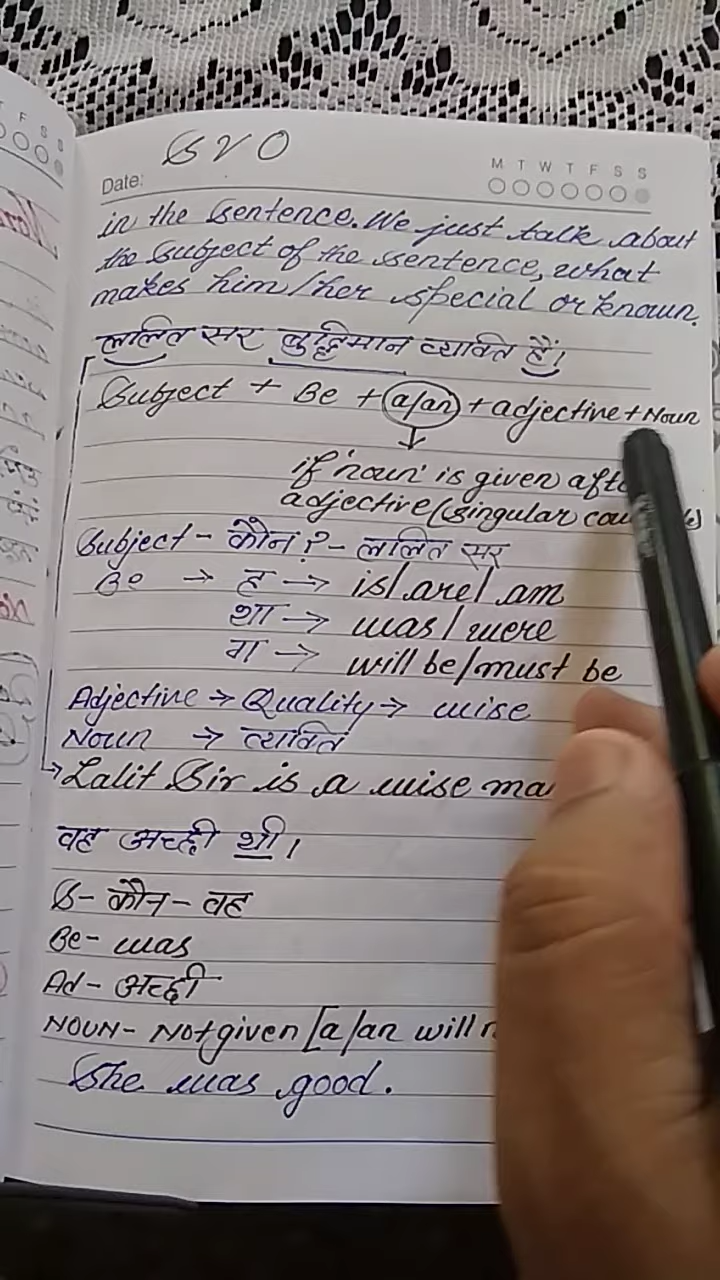 SVO
Date:
M T W T F S S
F S S
in the sentence. We just talk about
the subject of the sentence, what
makes him/her special or known.
ललित सर बुद्धिमान व्यक्ति हैं।
Subject + Be + a/an + adjective + Noun
↓
if 'noun' is given
adjective (singular
Subject - कौन? - ललित सर
Be → ह → is/are/am
था → was/were
ग → will be/must be
Adjective → Quality → wise
Noun → व्यक्ति
→ Lalit Sir is a wise
वह अच्छी थी।
S - कौन - वह
Be - was
Ad - अच्छी
NOUN - Not given [a/an will
She was good.